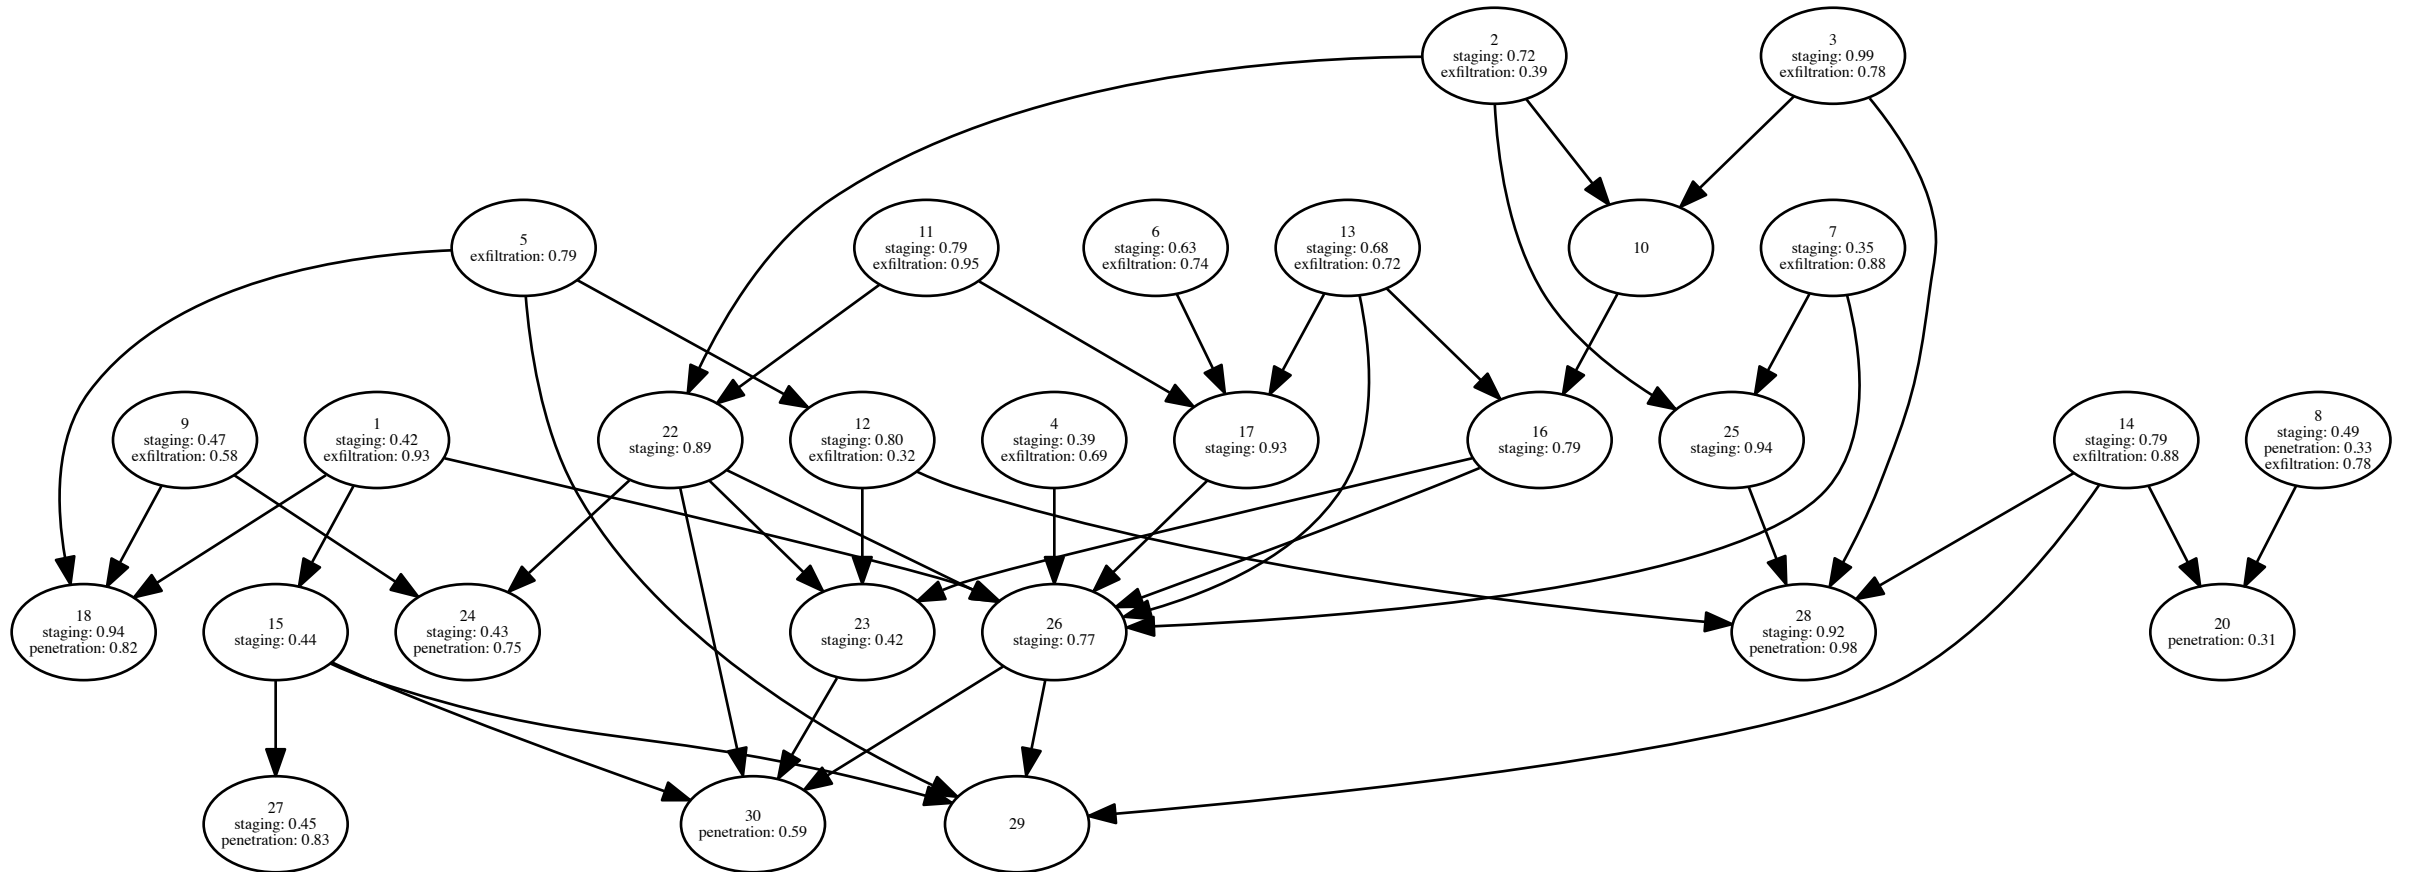 2
staging: 0.72
exfiltration: 0.39
3
staging: 0.99
exfiltration: 0.78
5
exfiltration: 0.79
11
staging: 0.79
exfiltration: 0.95
6
staging: 0.63
exfiltration: 0.74
13
staging: 0.68
exfiltration: 0.72
10
7
staging: 0.35
exfiltration: 0.88
9
staging: 0.47
exfiltration: 0.58
1
staging: 0.42
exfiltration: 0.93
22
staging: 0.89
12
staging: 0.80
exfiltration: 0.32
4
staging: 0.39
exfiltration: 0.69
17
staging: 0.93
16
staging: 0.79
25
staging: 0.94
14
staging: 0.79
exfiltration: 0.88
8
staging: 0.49
penetration: 0.33
exfiltration: 0.78
18
staging: 0.94
penetration: 0.82
15
staging: 0.44
24
staging: 0.43
penetration: 0.75
23
staging: 0.42
26
staging: 0.77
28
staging: 0.92
penetration: 0.98
20
penetration: 0.31
27
staging: 0.45
penetration: 0.83
30
penetration: 0.59
29